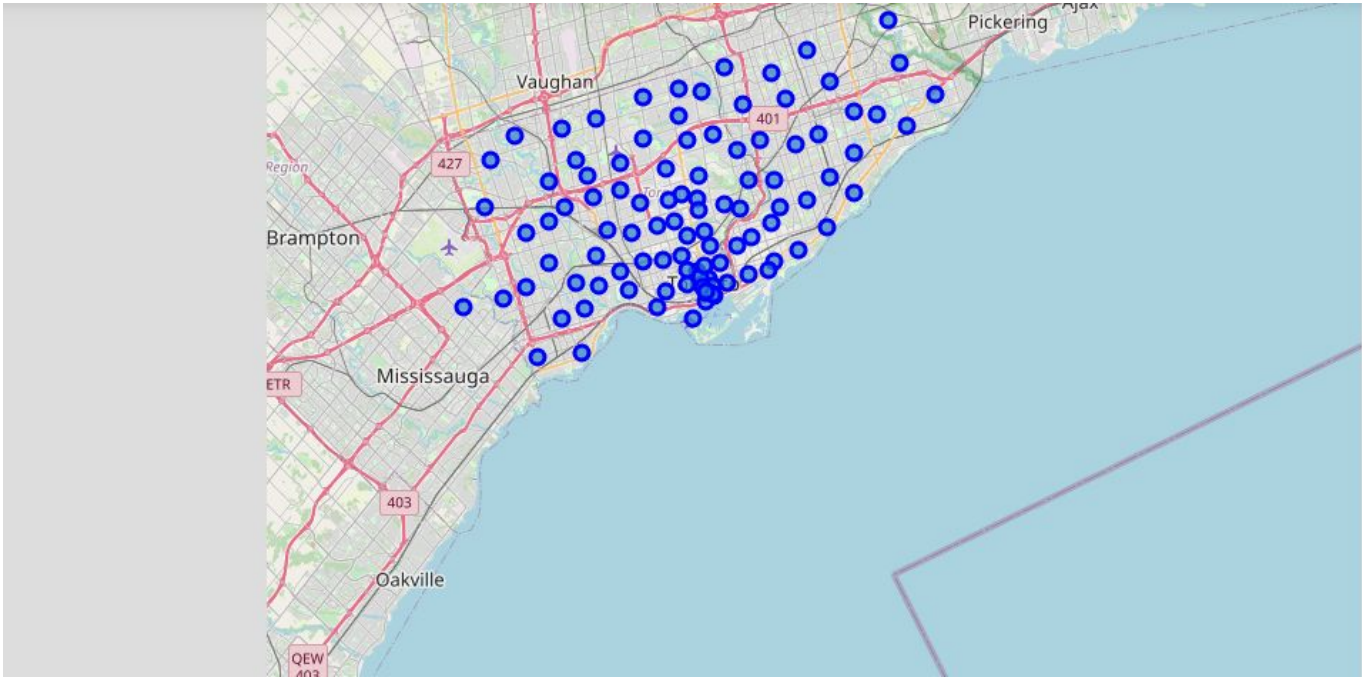 Ajax
Pickering
Vaughan
401
427
Region
Brampton
Mississauga
ETR
403
Oakville
QEW
403